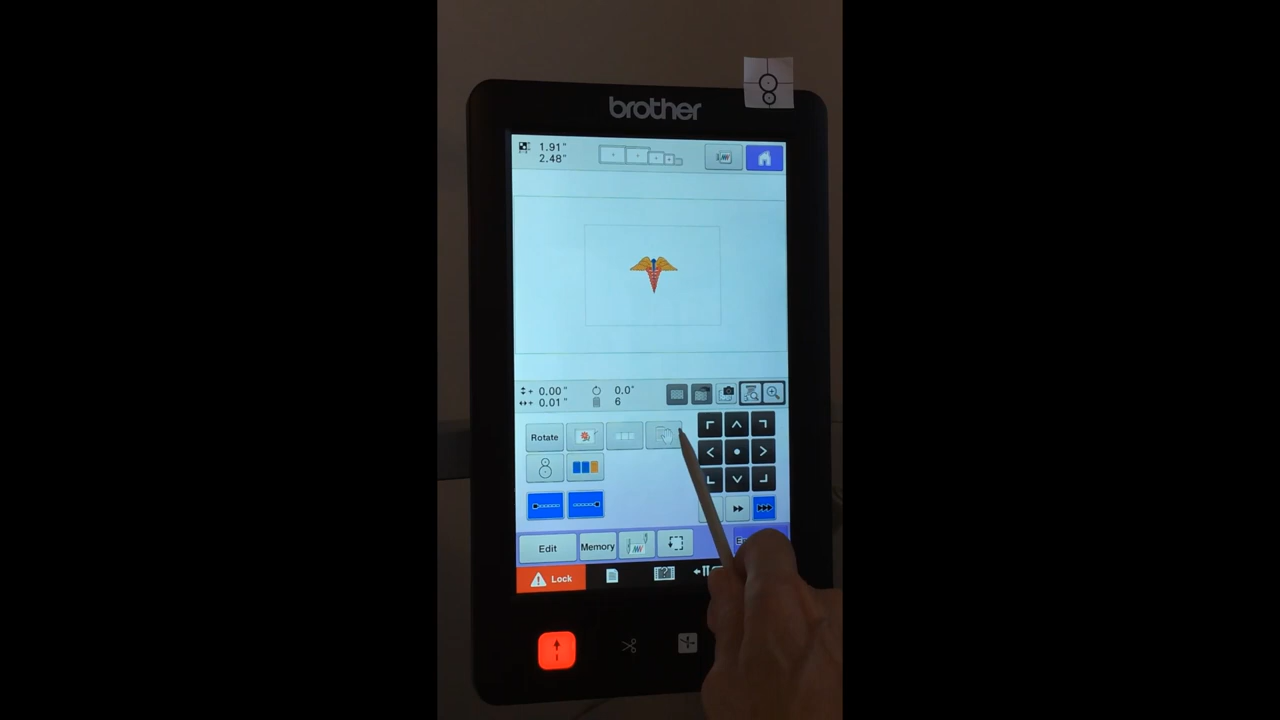 brother
1.91"
2.48"
0.00"
0.01"
0.0°
6
Rotate
Edit
Memory
Lock